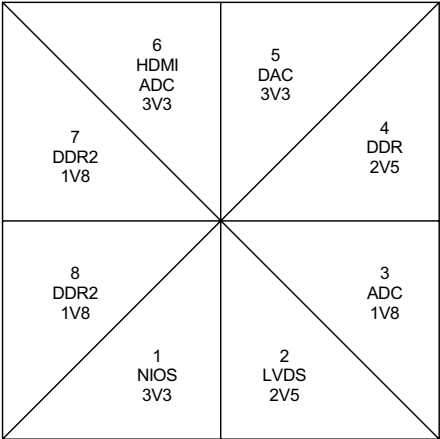 6
HDMI
ADC
3V3
5
DAC
3V3
7
DDR2
1V8
4
DDR
2V5
8
DDR2
1V8
3
ADC
1V8
1
NIOS
3V3
2
LVDS
2V5